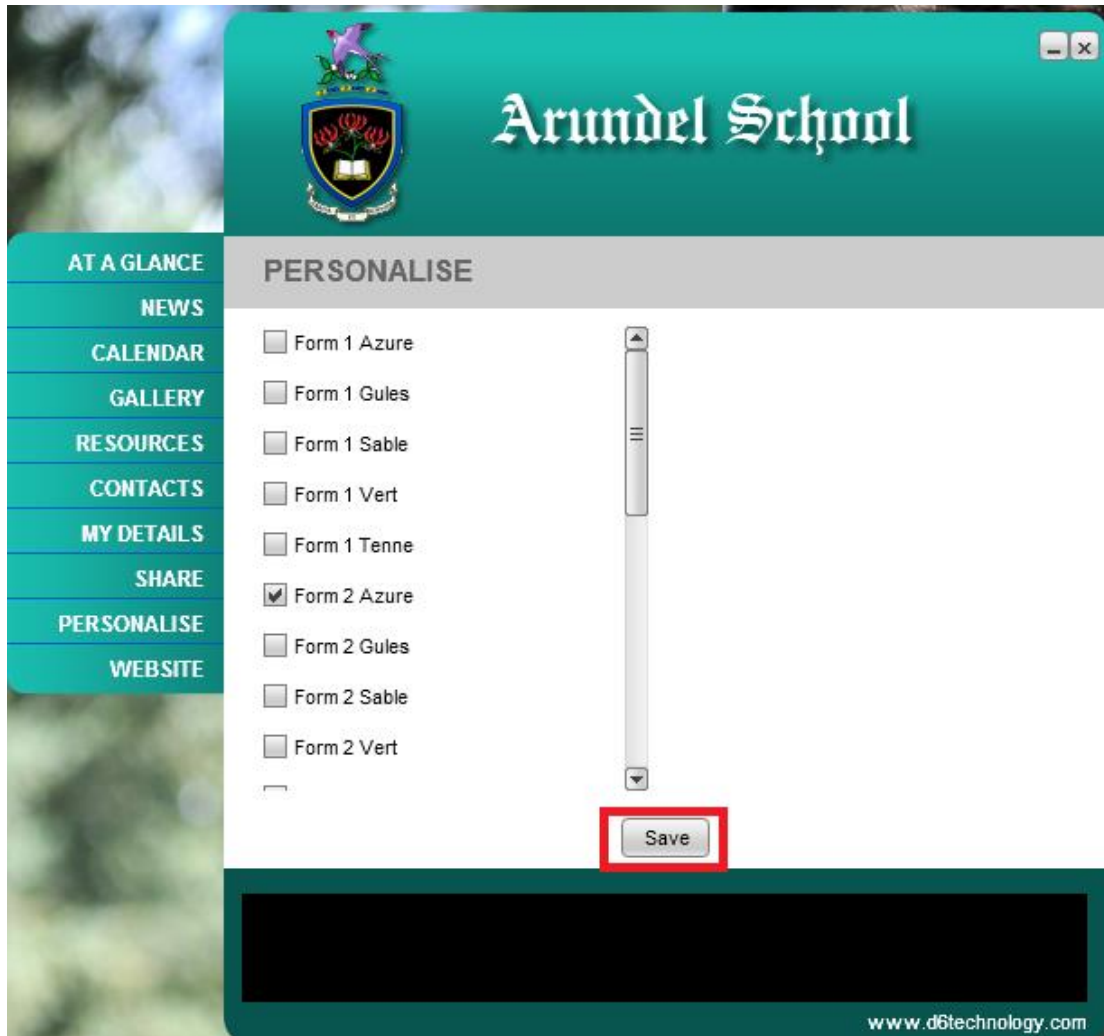 Arundel School
AT A GLANCE
NEWS
CALENDAR
GALLERY
RESOURCES
CONTACTS
MY DETAILS
SHARE
PERSONALISE
WEBSITE
PERSONALISE
Form 1 Azure
Form 1 Gules
Form 1 Sable
Form 1 Vert
Form 1 Tenne
Form 2 Azure
Form 2 Gules
Form 2 Sable
Form 2 Vert
Save
www.d6technology.com